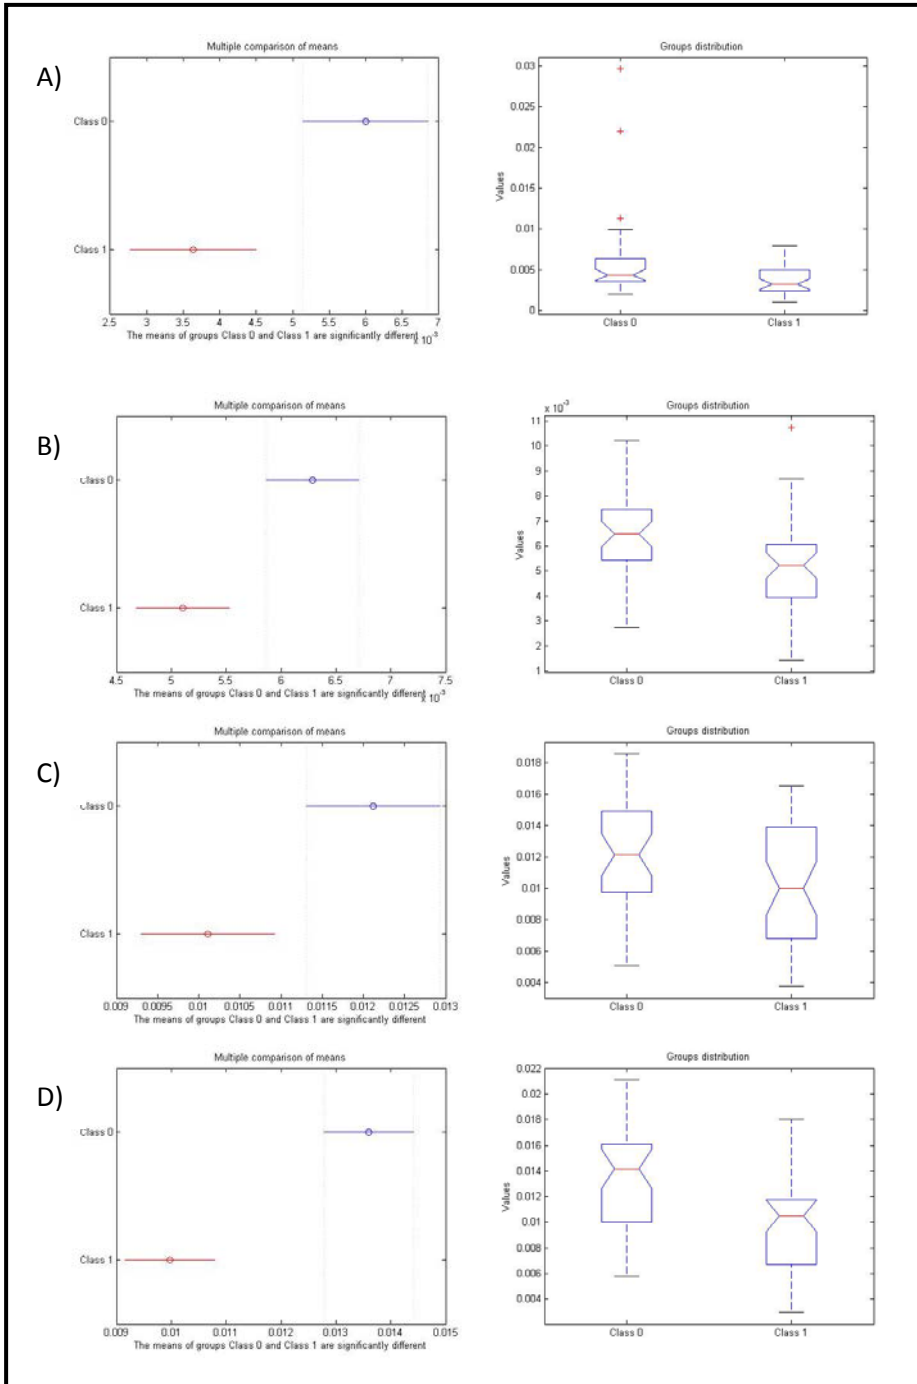 A)
Multiple comparison of means
Class 0
Class 1
2.5 3 3.5 4 4.5 5 5.5 6 6.5 7
The means of groups Class 0 and Class 1 are significantly different x 10⁻³
Groups distribution
Values
0.03
0.025
0.02
0.015
0.01
0.005
0
Class 0 Class 1
B)
Multiple comparison of means
Class 0
Class 1
4.5 5 5.5 6 6.5 7 7.5
The means of groups Class 0 and Class 1 are significantly different x 10⁻³
x 10⁻³ Groups distribution
Values
11
10
9
8
7
6
5
4
3
2
1
Class 0 Class 1
C)
Multiple comparison of means
Class 0
Class 1
0.009 0.0095 0.01 0.0105 0.011 0.0115 0.012 0.0125 0.013
The means of groups Class 0 and Class 1 are significantly different
Groups distribution
Values
0.018
0.016
0.014
0.012
0.01
0.008
0.006
0.004
Class 0 Class 1
D)
Multiple comparison of means
Class 0
Class 1
0.009 0.01 0.011 0.012 0.013 0.014 0.015
The means of groups Class 0 and Class 1 are significantly different
Groups distribution
Values
0.022
0.02
0.018
0.016
0.014
0.012
0.01
0.008
0.006
0.004
Class 0 Class 1